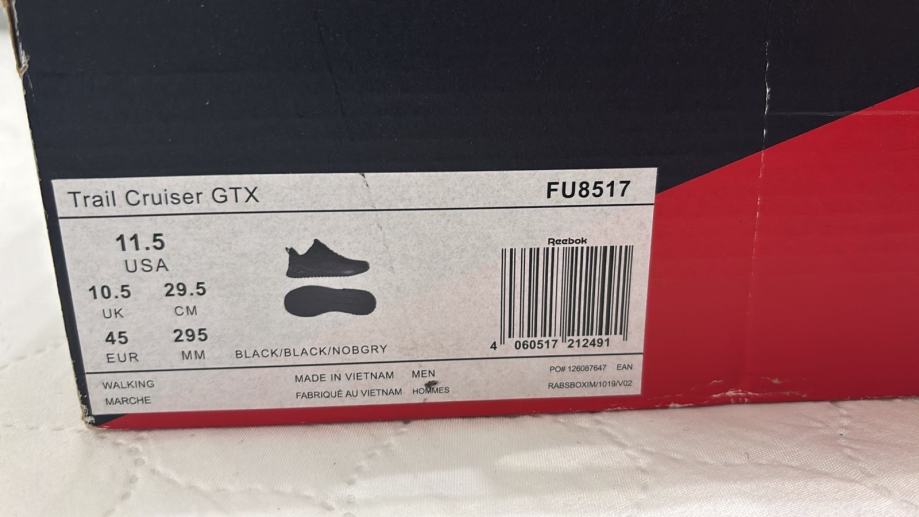 Trail Cruiser GTX
FU8517
11.5
USA
10.5 29.5
UK CM
45 295
EUR MM
BLACK/BLACK/NOBGRY
Reebok
4 060517 212491
WALKING
MARCHE
MADE IN VIETNAM MEN
FABRIQUÉ AU VIETNAM HOMMES
PO# 126087647 EAN
RABSBOXIM/1019/V02